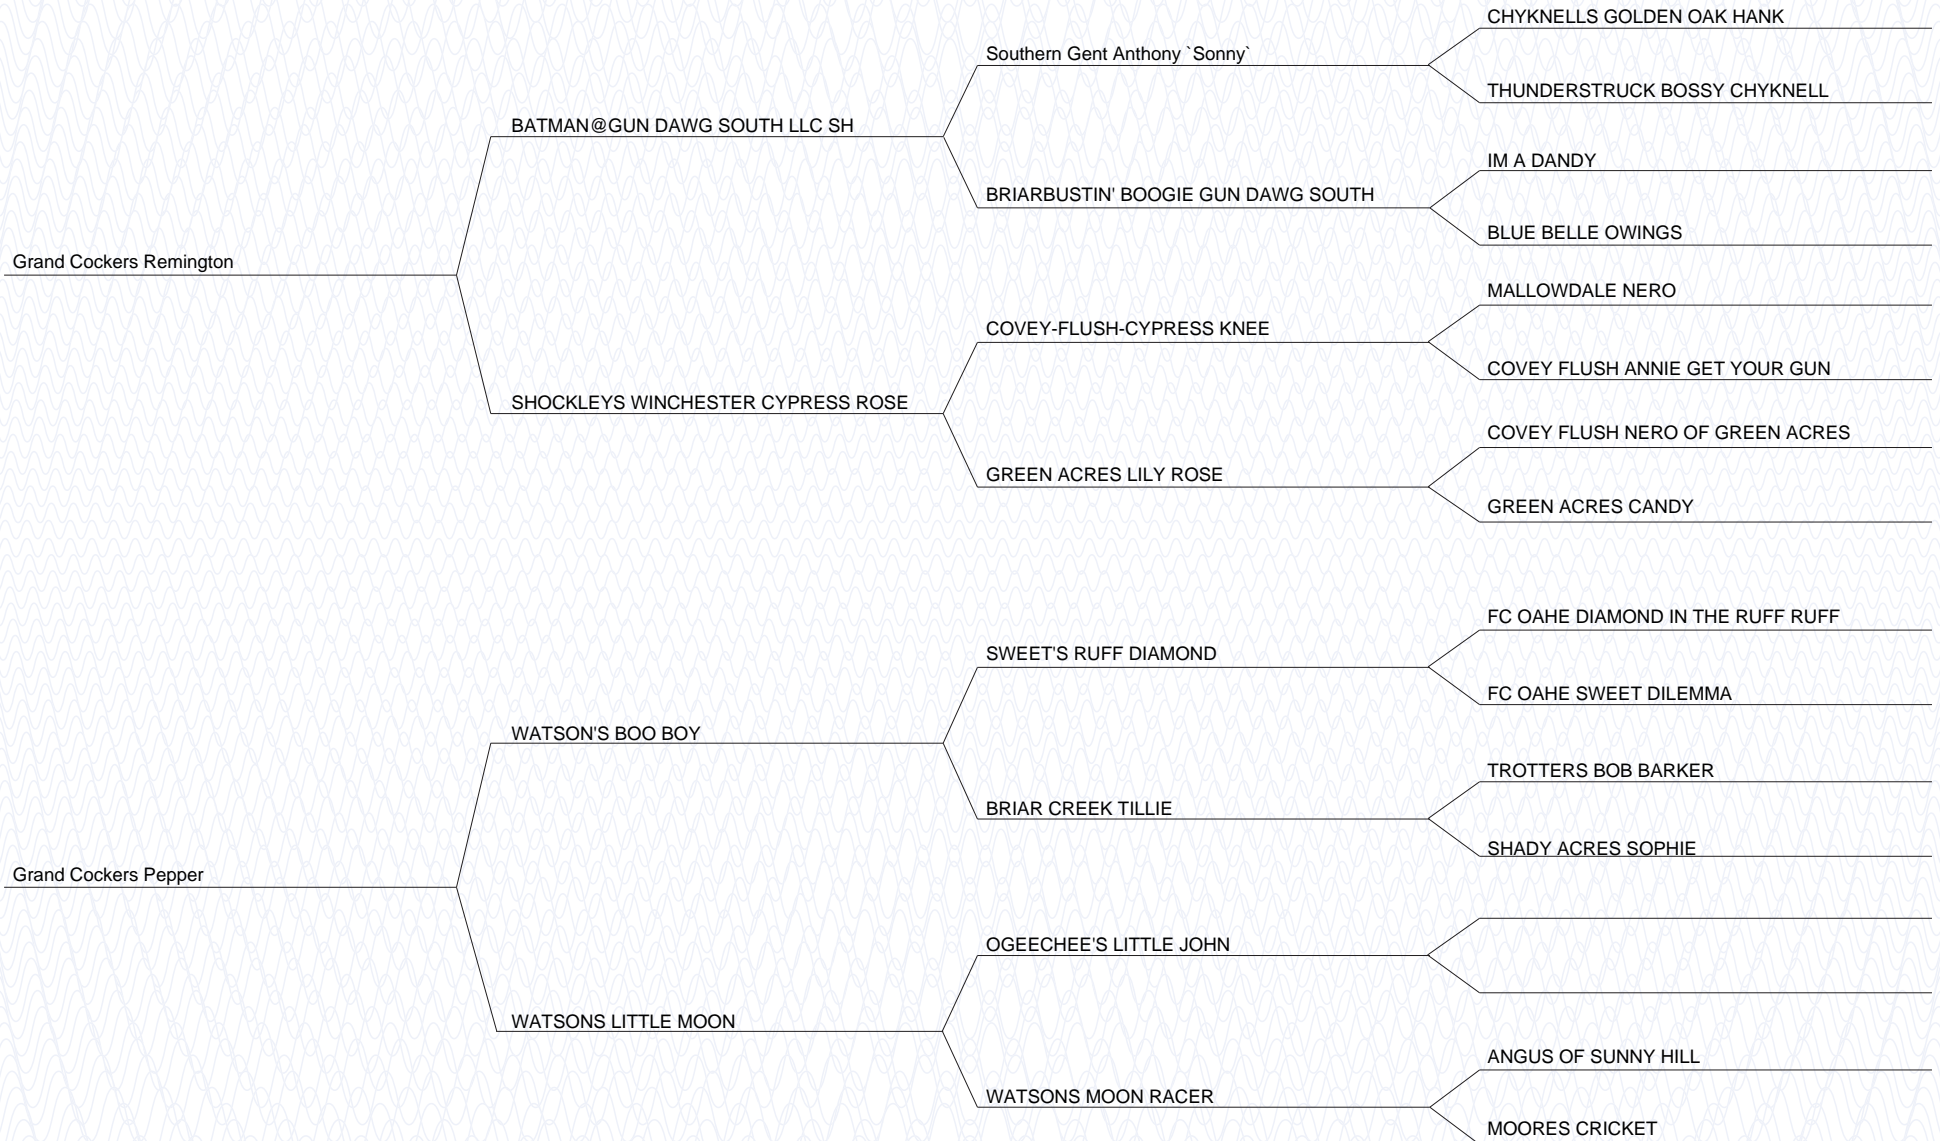 CHYKNELLS GOLDEN OAK HANK
Southern Gent Anthony `Sonny`
THUNDERSTRUCK BOSSY CHYKNELL
BATMAN@GUN DAWG SOUTH LLC SH
IM A DANDY
BRIARBUSTIN' BOOGIE GUN DAWG SOUTH
BLUE BELLE OWINGS
Grand Cockers Remington
MALLOWDALE NERO
COVEY-FLUSH-CYPRESS KNEE
COVEY FLUSH ANNIE GET YOUR GUN
SHOCKLEYS WINCHESTER CYPRESS ROSE
COVEY FLUSH NERO OF GREEN ACRES
GREEN ACRES LILY ROSE
GREEN ACRES CANDY
FC OAHE DIAMOND IN THE RUFF RUFF
SWEET'S RUFF DIAMOND
FC OAHE SWEET DILEMMA
WATSON'S BOO BOY
TROTTERS BOB BARKER
BRIAR CREEK TILLIE
SHADY ACRES SOPHIE
Grand Cockers Pepper
OGEECHEE'S LITTLE JOHN
WATSONS LITTLE MOON
ANGUS OF SUNNY HILL
WATSONS MOON RACER
MOORES CRICKET